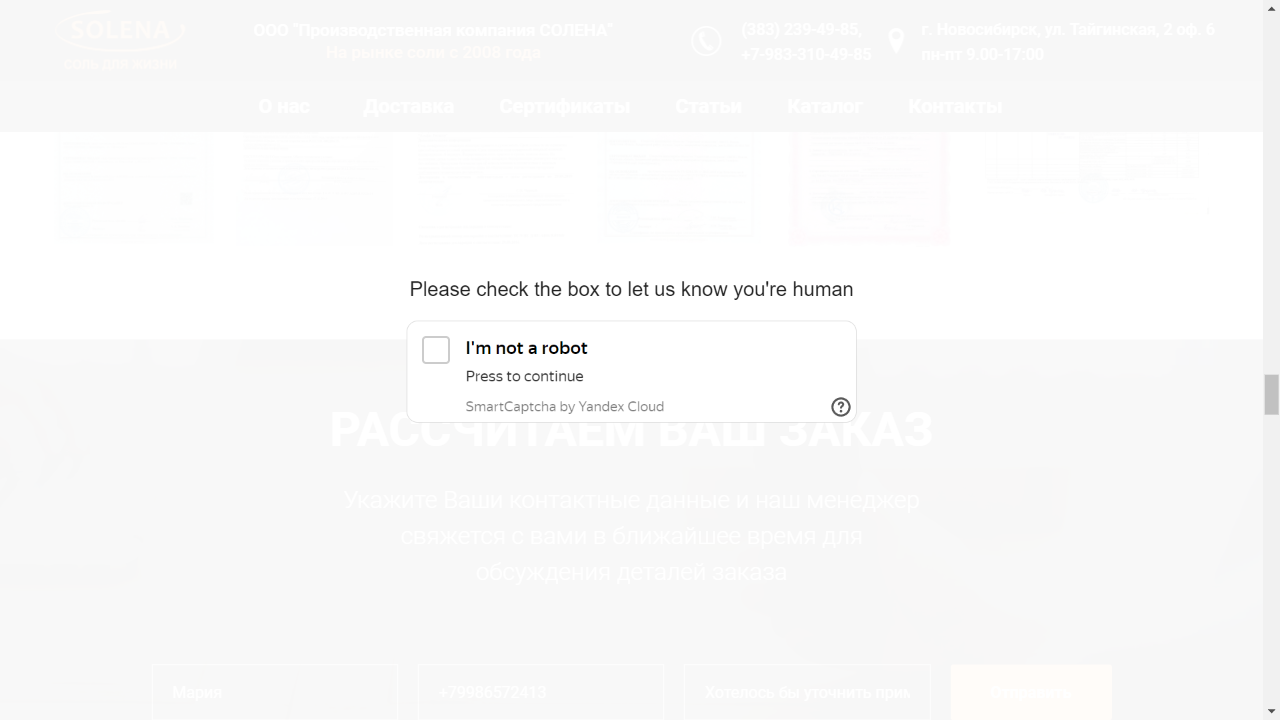 SOLENA
СОЛЬ ДЛЯ ЖИЗНИ
ООО "Производственная компания СОЛЕНА"
На рынке соли с 2008 года
(383) 239-49-85,
+7-983-310-49-85
г. Новосибирск, ул. Тайгинская, 2 оф. 6
пн-пт 9.00-17:00
О нас Доставка Сертификаты Статьи Каталог Контакты
Please check the box to let us know you're human
I'm not a robot
Press to continue
SmartCaptcha by Yandex Cloud
РАССЧИТАЕМ ВАШ ЗАКАЗ
Укажите Ваши контактные данные и наш менеджер
свяжется с вами в ближайшее время для
обсуждения деталей заказа
Мария +79986572413 Хотелось бы уточнить прик